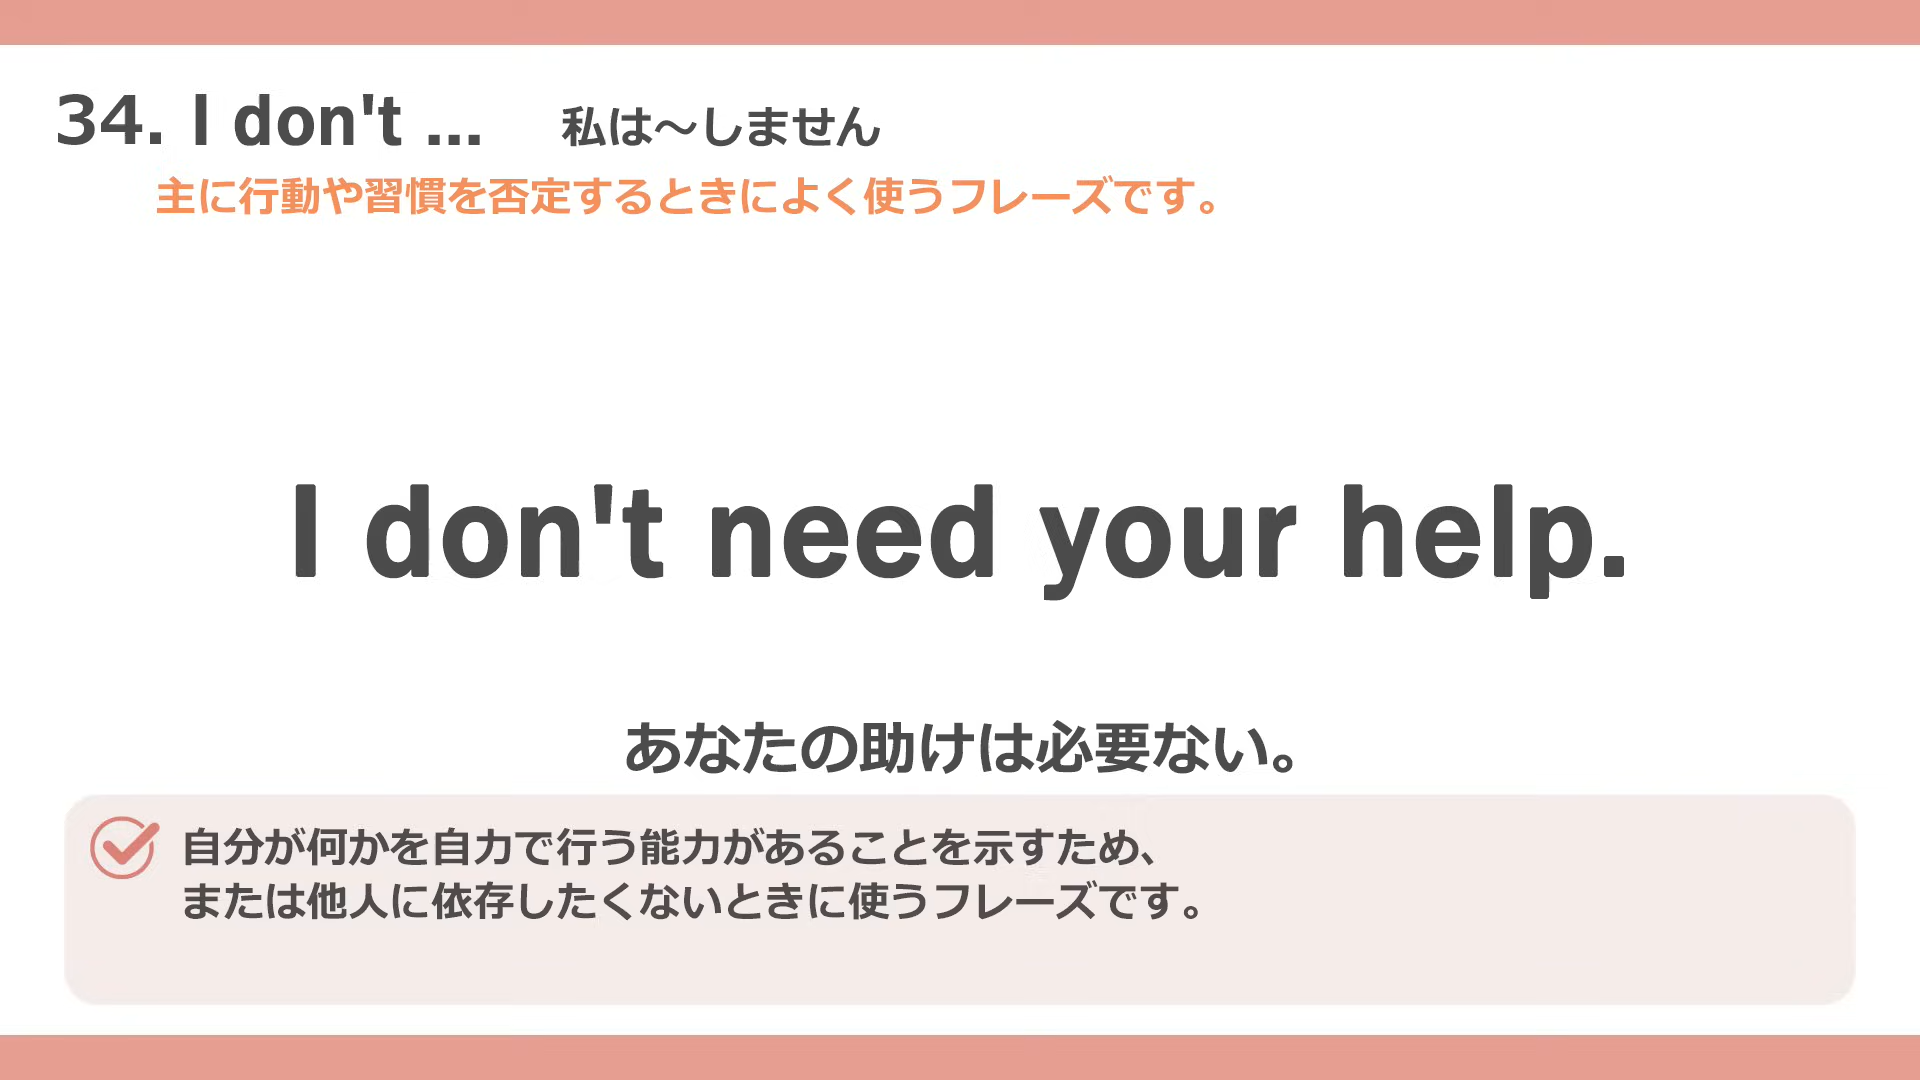 34. I don't ... 私は〜しません
主に行動や習慣を否定するときによく使うフレーズです。
I don't need your help.
あなたの助けは必要ない。
自分が何かを自力で行う能力があることを示すため、
または他人に依存したくないときに使うフレーズです。